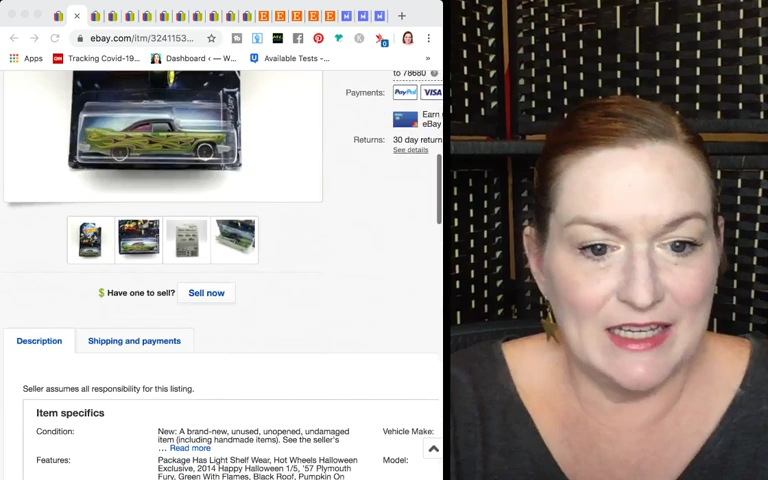 ebay.com/itm/3241153...
Apps
CNN
Tracking Covid-19...
Dashboard ‹ — W...
Available Tests -...
to 78680
Payments:
PayPal
VISA
Earn
eBay
Returns:
30 day return
See details
FURY
$ Have one to sell?
Sell now
Description
Shipping and payments
Seller assumes all responsibility for this listing.
Item specifics
Condition:
New: A brand-new, unused, unopened, undamaged
item (including handmade items). See the seller's
... Read more
Vehicle Make:
Features:
Package Has Light Shelf Wear, Hot Wheels Halloween
Exclusive, 2014 Happy Halloween 1/5, '57 Plymouth
Fury, Green With Flames, Black Roof, Pumpkin On
Model: